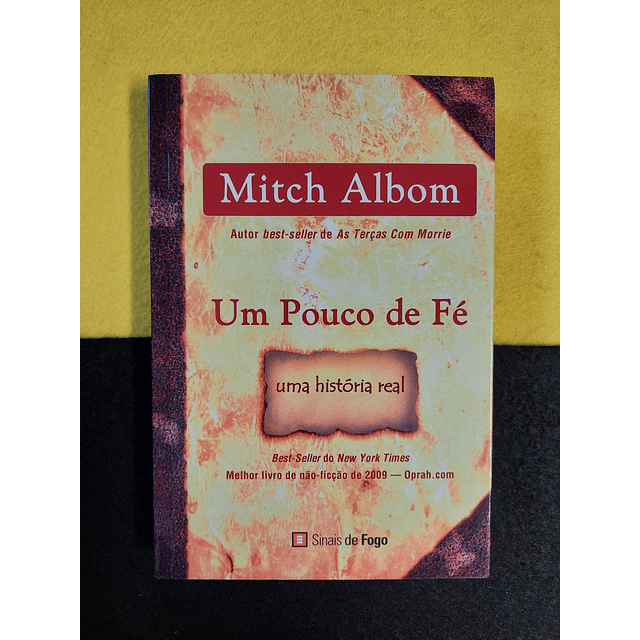 Mitch Albom
Autor best-seller de As Terças Com Morrie
Um Pouco de Fé
uma história real
Best-Seller do New York Times
Melhor livro de não-ficção de 2009 — Oprah.com
Sinais de Fogo